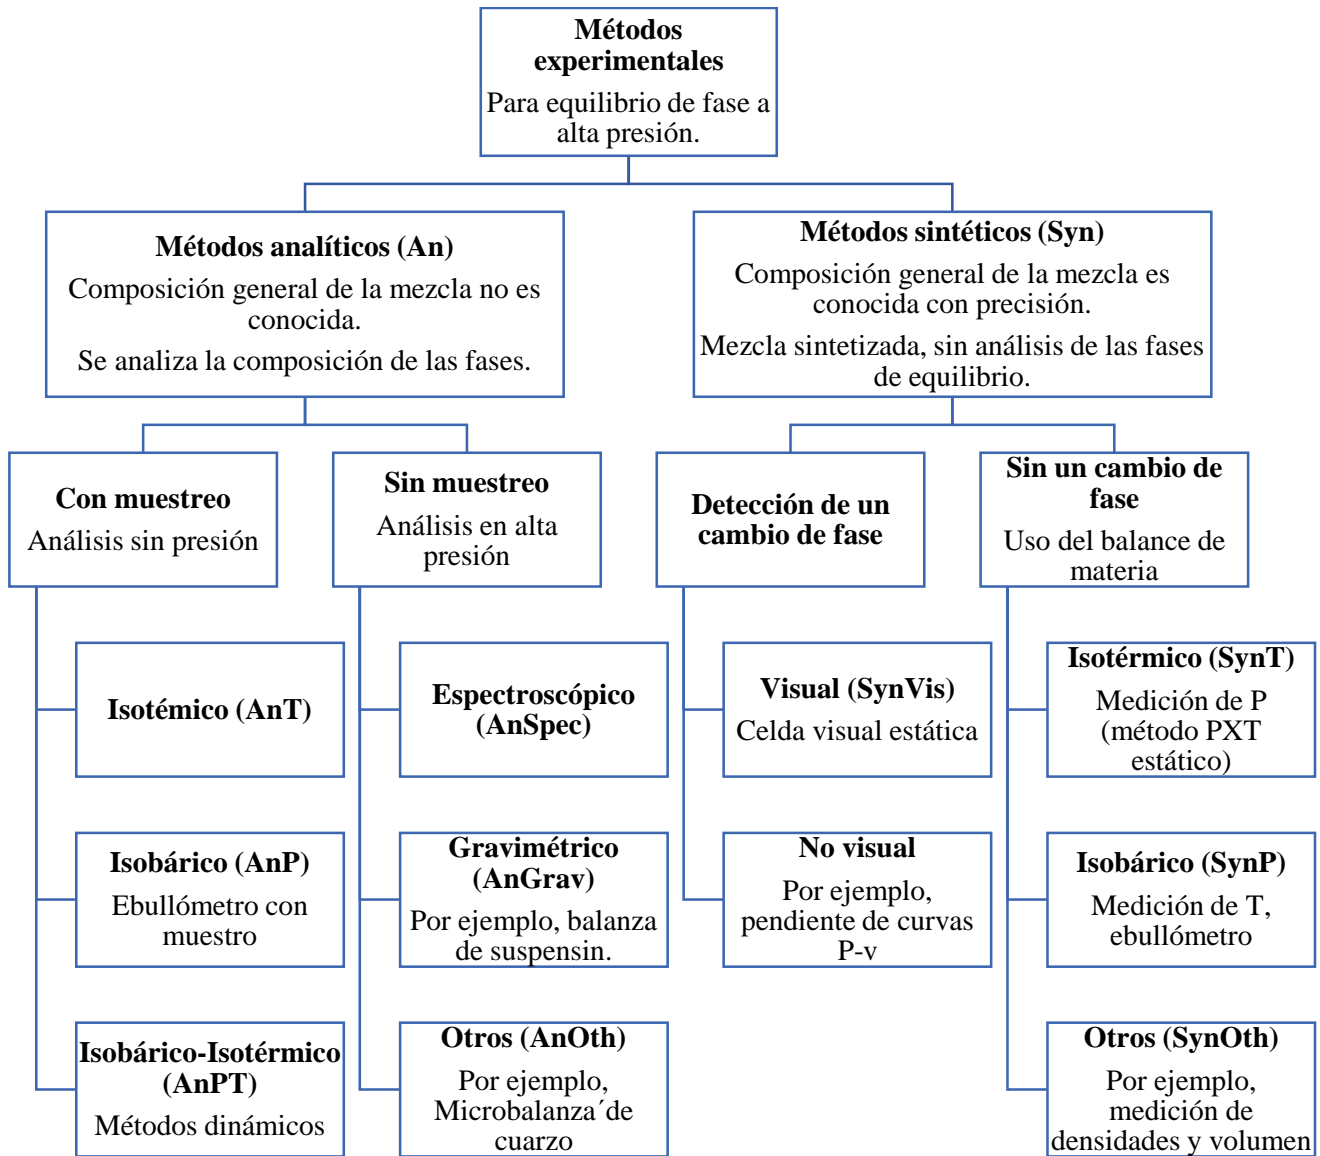 Métodos
experimentales
Para equilibrio de fase a
alta presión.
Métodos analíticos (An)
Composición general de la mezcla no es
conocida.
Se analiza la composición de las fases.
Métodos sintéticos (Syn)
Composición general de la mezcla es
conocida con precisión.
Mezcla sintetizada, sin análisis de las fases
de equilibrio.
Con muestreo
Análisis sin presión
Sin muestreo
Análisis en alta
presión
Detección de un
cambio de fase
Sin un cambio de
fase
Uso del balance de
materia
Isotémico (AnT)
Espectroscópico
(AnSpec)
Visual (SynVis)
Celda visual estática
Isotérmico (SynT)
Medición de P
(método PXT
estático)
Isobárico (AnP)
Ebullómetro con
muestro
Gravimétrico
(AnGrav)
Por ejemplo, balanza
de suspensin.
No visual
Por ejemplo,
pendiente de curvas
P-v
Isobárico (SynP)
Medición de T,
ebullómetro
Isobárico-Isotérmico
(AnPT)
Métodos dinámicos
Otros (AnOth)
Por ejemplo,
Microbalanza´de
cuarzo
Otros (SynOth)
Por ejemplo,
medición de
densidades y volumen